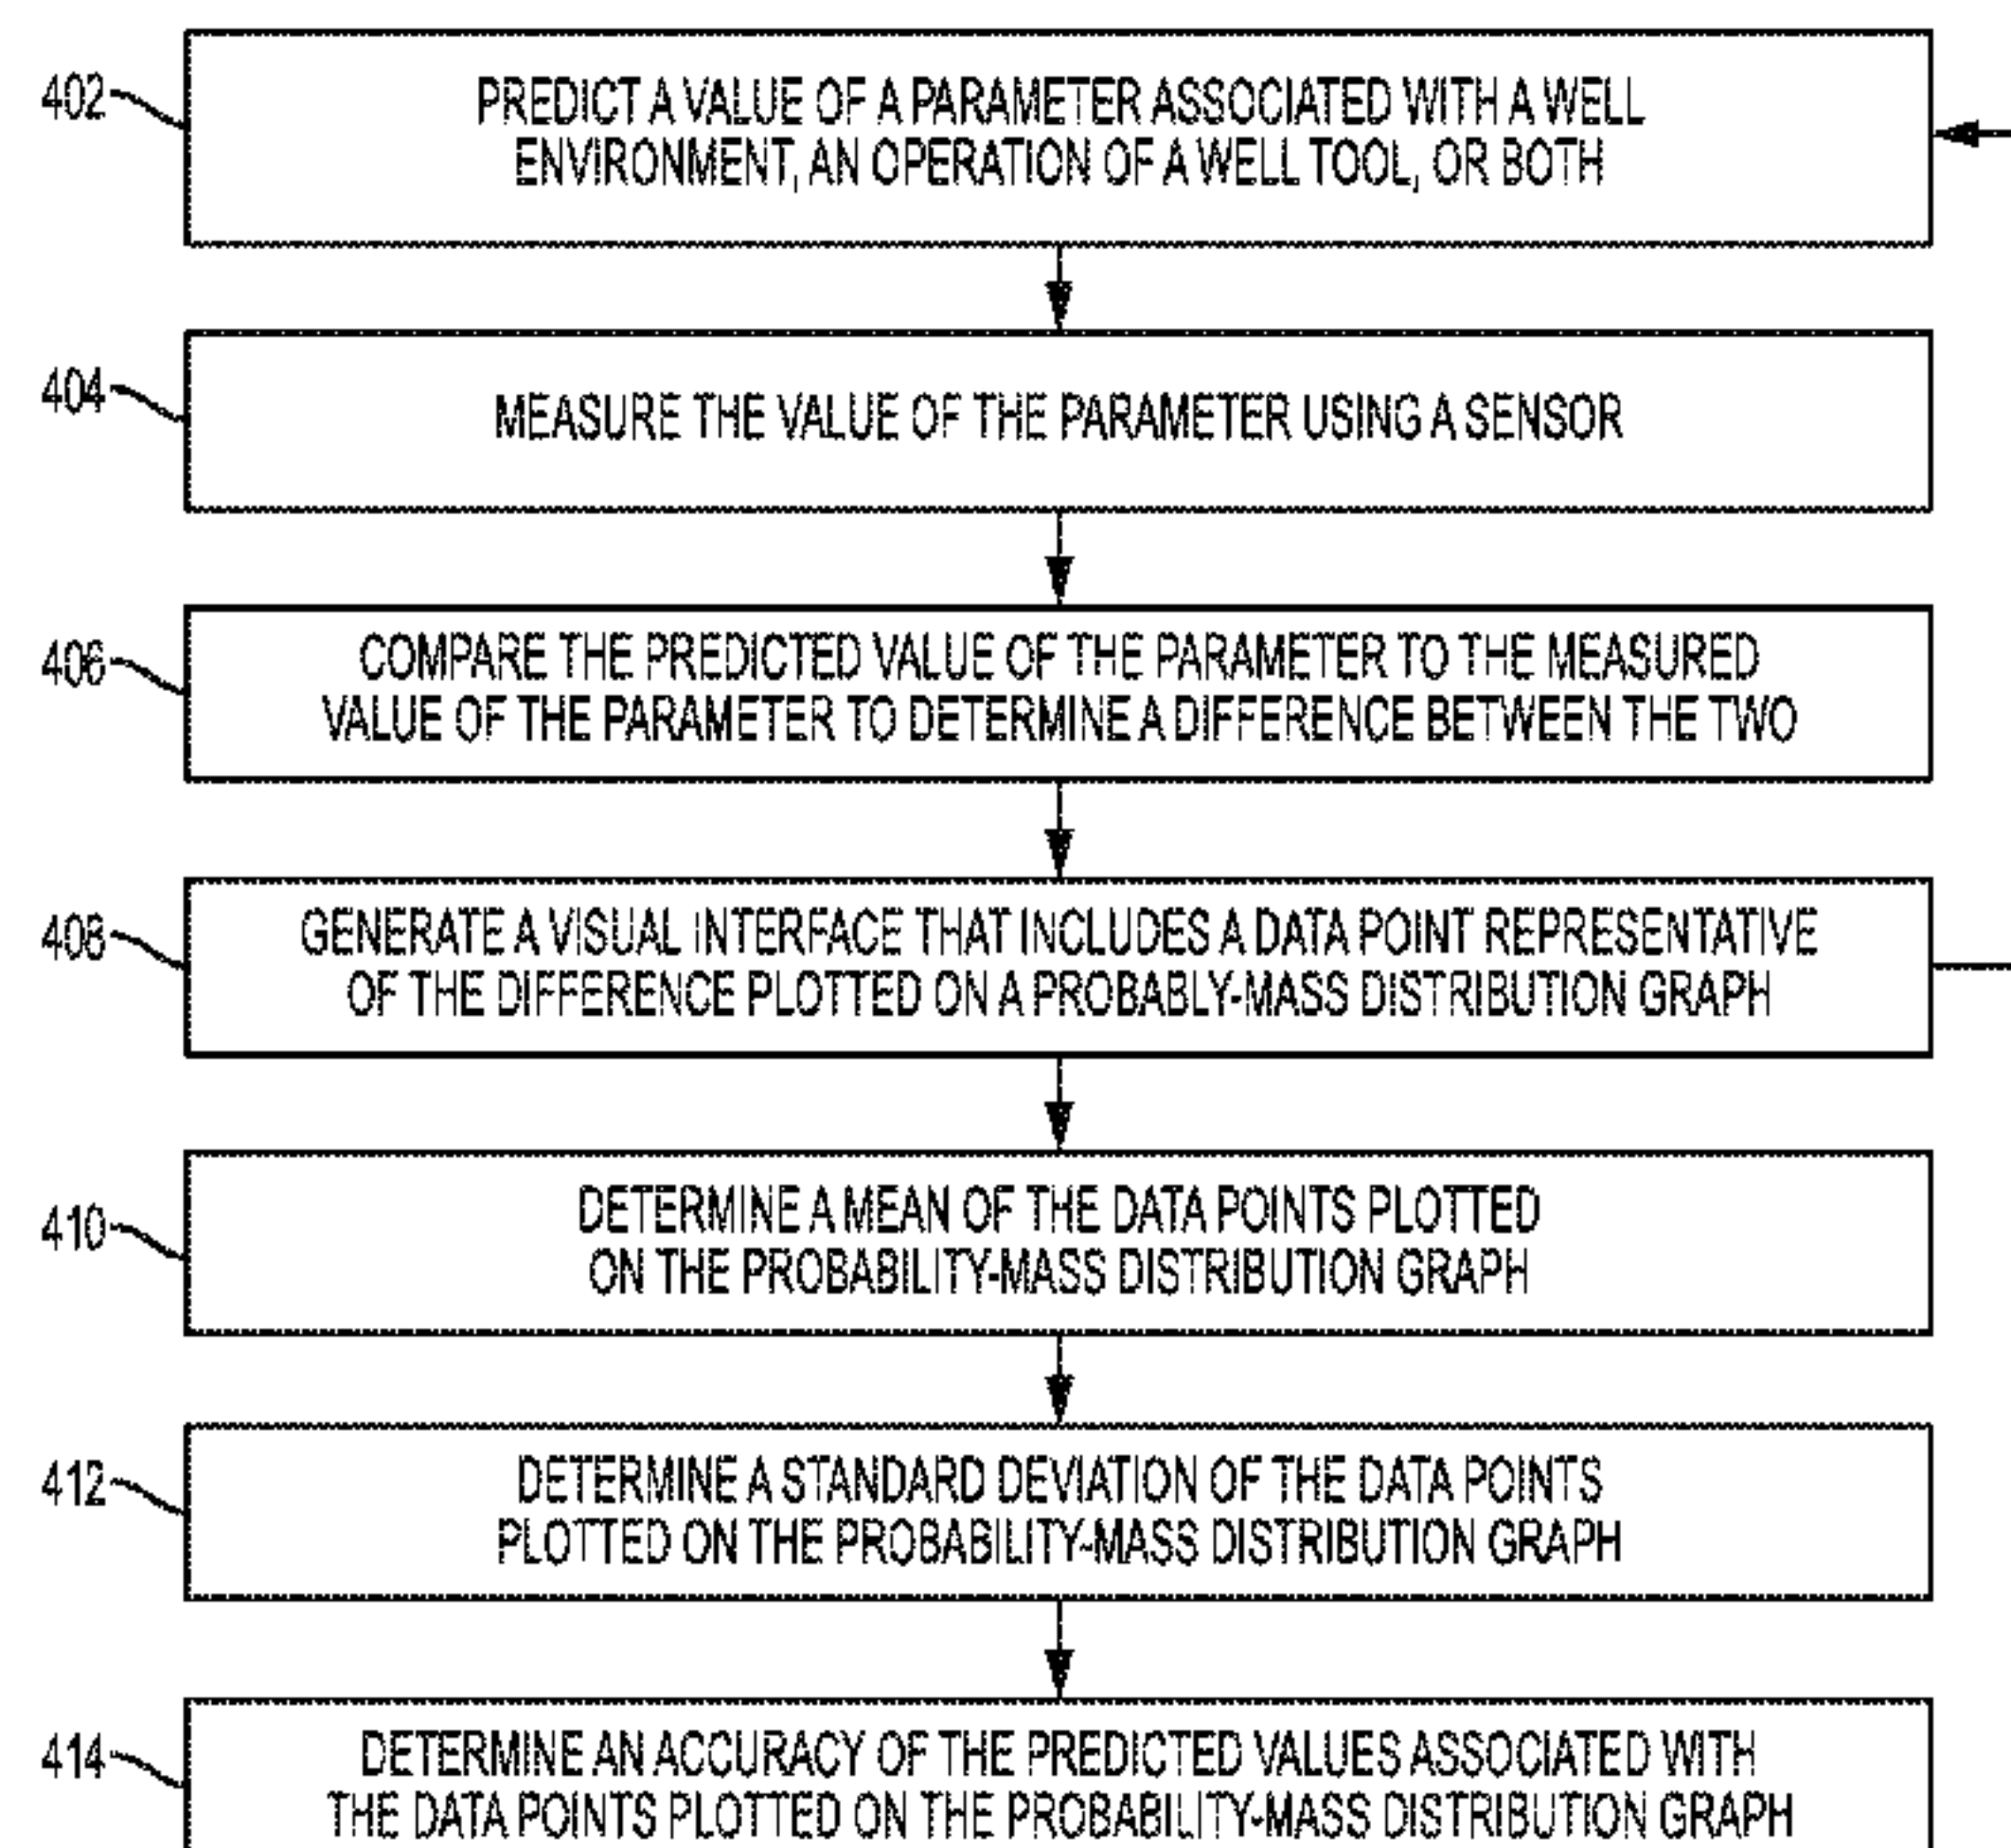 402
PREDICT A VALUE OF A PARAMETER ASSOCIATED WITH A WELL
ENVIRONMENT, AN OPERATION OF A WELL TOOL, OR BOTH
404
MEASURE THE VALUE OF THE PARAMETER USING A SENSOR
406
COMPARE THE PREDICTED VALUE OF THE PARAMETER TO THE MEASURED
VALUE OF THE PARAMETER TO DETERMINE A DIFFERENCE BETWEEN THE TWO
408
GENERATE A VISUAL INTERFACE THAT INCLUDES A DATA POINT REPRESENTATIVE
OF THE DIFFERENCE PLOTTED ON A PROBABLY-MASS DISTRIBUTION GRAPH
410
DETERMINE A MEAN OF THE DATA POINTS PLOTTED
ON THE PROBABILITY-MASS DISTRIBUTION GRAPH
412
DETERMINE A STANDARD DEVIATION OF THE DATA POINTS
PLOTTED ON THE PROBABILITY-MASS DISTRIBUTION GRAPH
414
DETERMINE AN ACCURACY OF THE PREDICTED VALUES ASSOCIATED WITH
THE DATA POINTS PLOTTED ON THE PROBABILITY-MASS DISTRIBUTION GRAPH